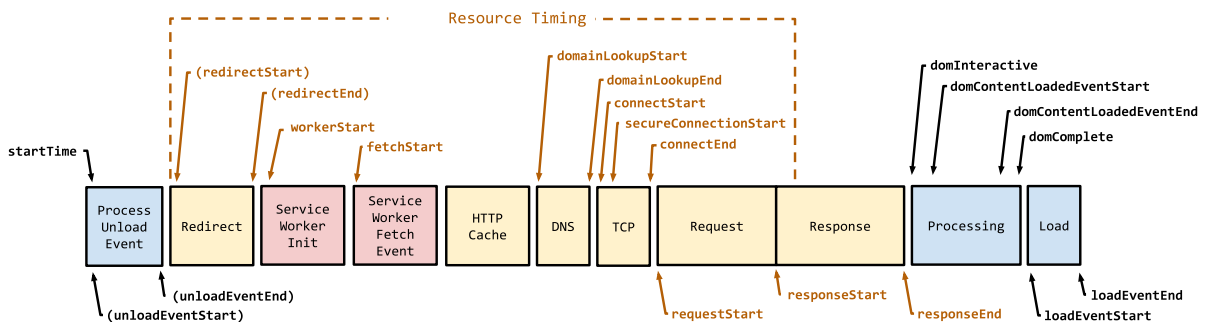 Resource Timing
domainLookupStart
(redirectStart)
domInteractive
domainLookupEnd
domContentLoadedEventStart
(redirectEnd)
connectStart
domContentLoadedEventEnd
workerStart
secureConnectionStart
domComplete
fetchStart
connectEnd
startTime
Process
Unload
Event
Redirect
Service
Worker
Init
Service
Worker
Fetch
Event
HTTP
Cache
DNS
TCP
Request
Response
Processing
Load
(unloadEventEnd)
(unloadEventStart)
requestStart
responseStart
responseEnd
loadEventEnd
loadEventStart